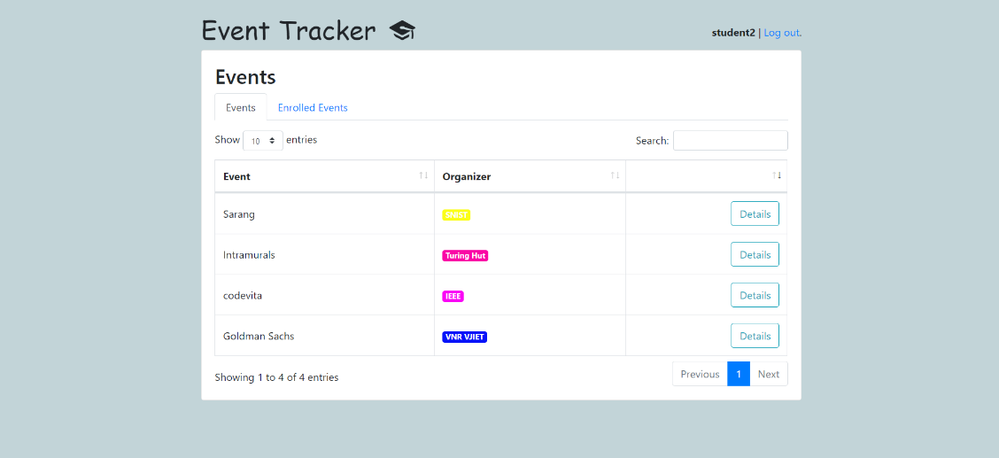 Event Tracker
student2 | Log out.
Events
Events Enrolled Events
Show 10 entries Search:
Event Organizer
Sarang SNIST Details
Intramurals Turing Hut Details
codevita IEEE Details
Goldman Sachs VNR VJIET Details
Showing 1 to 4 of 4 entries Previous 1 Next